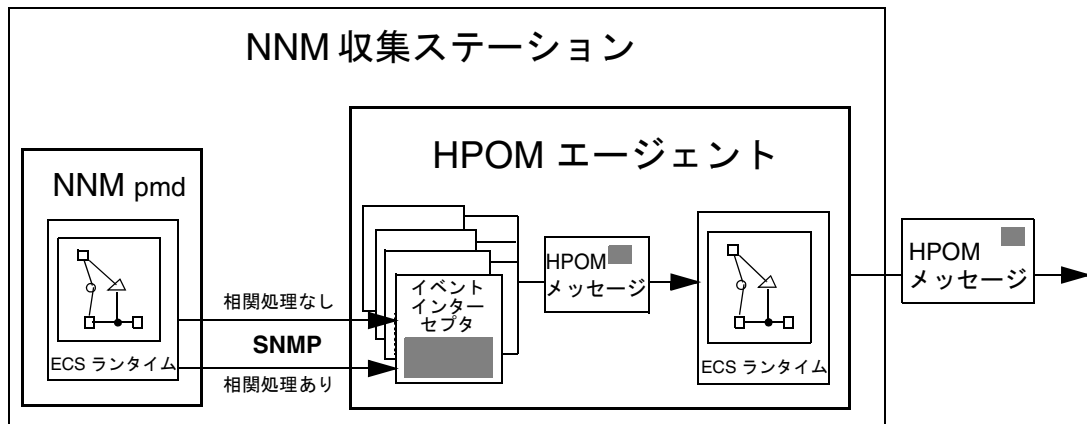 NNM 収集ステーション
HPOM エージェント
NNM pmd
ECS ランタイム
相関処理なし
SNMP
相関処理あり
イベント
インター
セプタ
HPOM
メッセージ
ECS ランタイム
HPOM
メッセージ